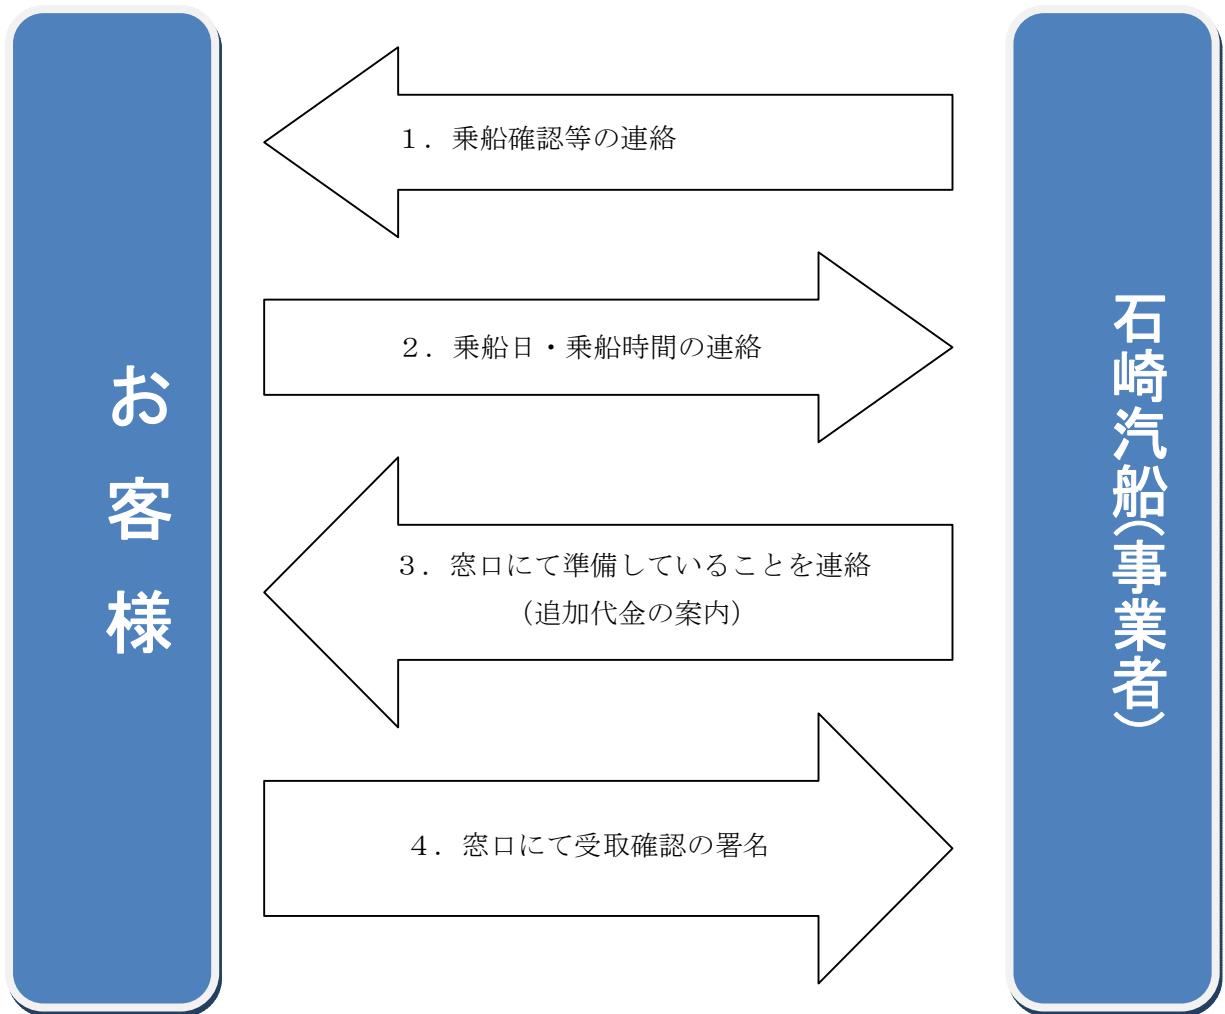 お客様
１．乗船確認等の連絡
２．乗船日・乗船時間の連絡
３．窓口にて準備していることを連絡
（追加代金の案内）
４．窓口にて受取確認の署名
石崎汽船（事業者）